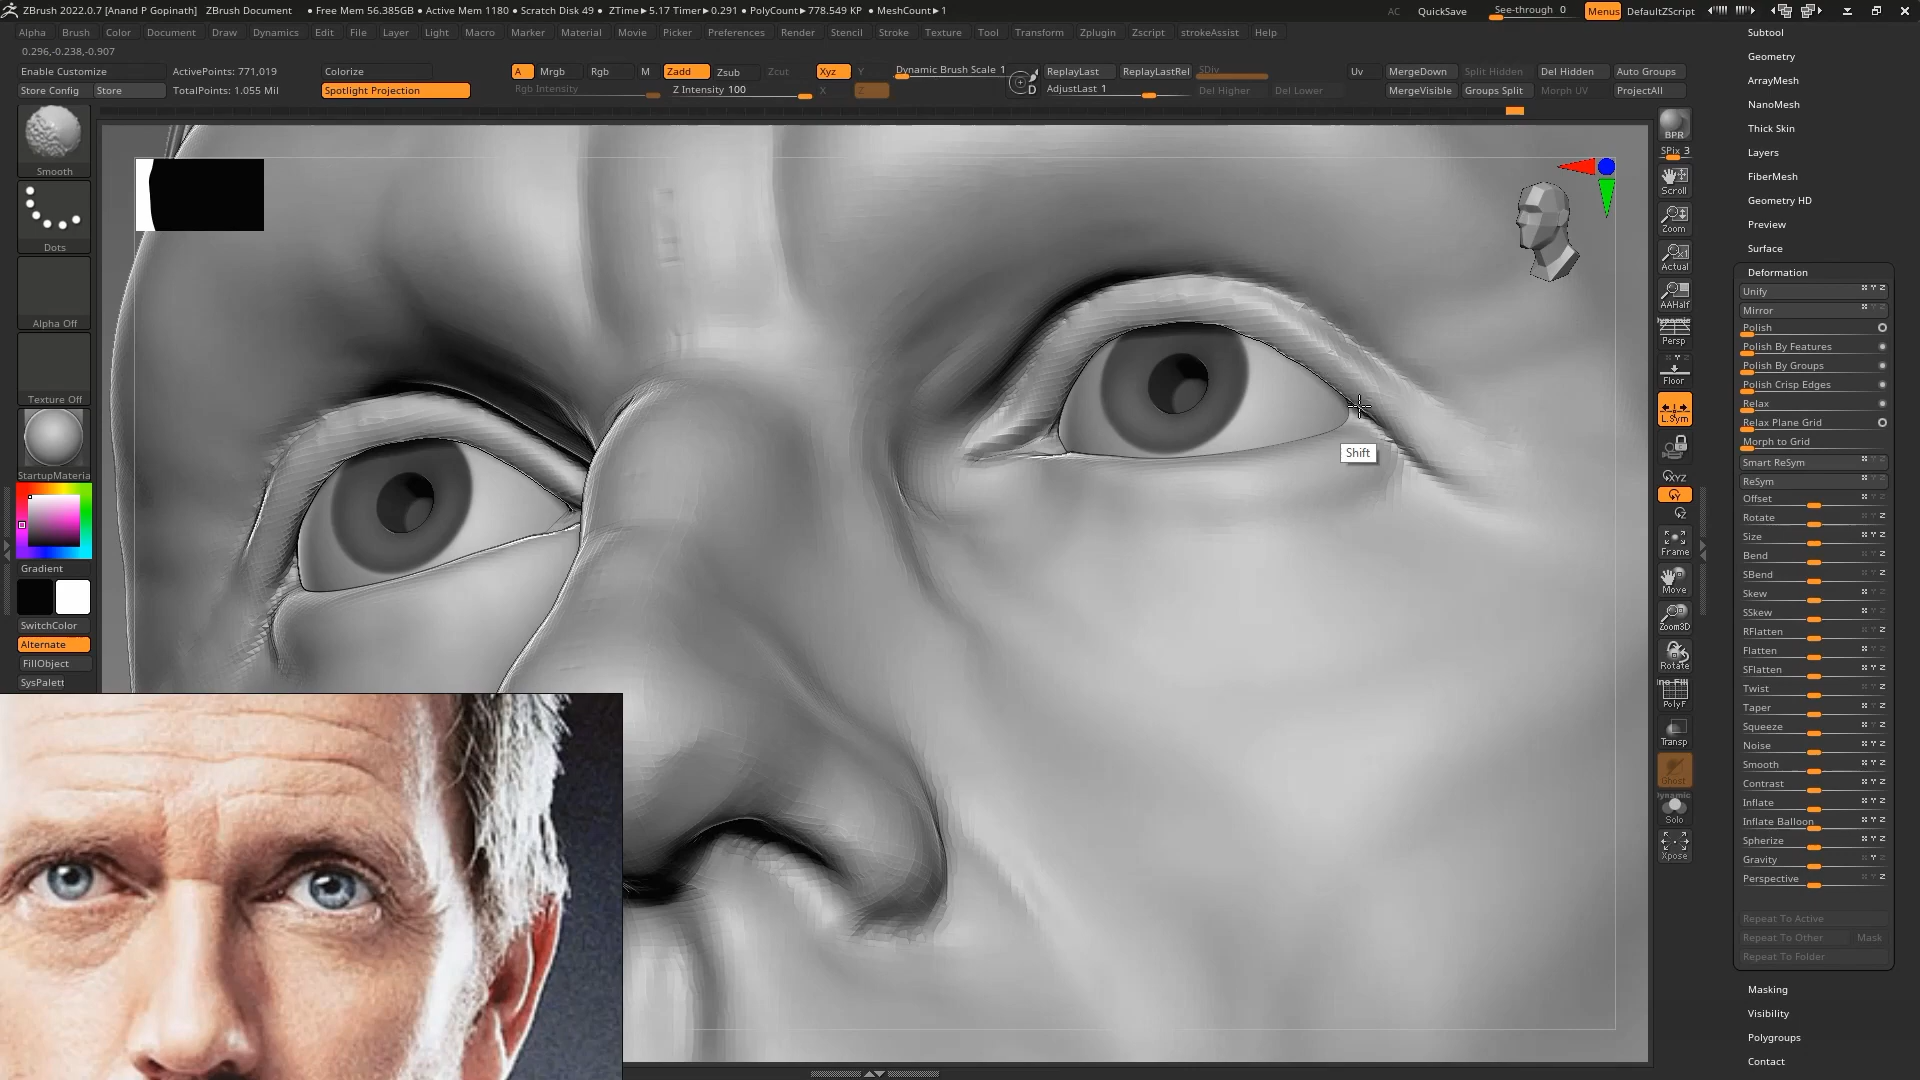 ZBrush 2022.0.7 [Anand P Gopinath] ZBrush Document • Free Mem 56.385GB • Active Mem 1180 • Scratch Disk 49 • ZTime▸5.17 Timer▸0.291 • PolyCount▸778.549 KP • MeshCount▸1 AC QuickSave See-through 0 Menus DefaultZScript
Alpha Brush Color Document Draw Dynamics Edit File Layer Light Macro Marker Material Movie Picker Preferences Render Stencil Stroke Texture Tool Transform Zplugin Zscript strokeAssist Help
0.296,-0.238,-0.907
Enable Customize ActivePoints: 771,019 Colorize A Mrgb Rgb M Zadd Zsub Zcut Xyz Y Dynamic Brush Scale 1 ReplayLast ReplayLastRel SDiv Uv MergeDown Split Hidden Del Hidden Auto Groups
Store Config Store TotalPoints: 1.055 Mil Spotlight Projection Rgb Intensity Z Intensity 100 X Z D AdjustLast 1 Del Higher Del Lower MergeVisible Groups Split Morph UV ProjectAll
Smooth
Dots
Alpha Off
Texture Off
StartupMateria
Gradient
SwitchColor
Alternate
FillObject
SysPalett
Shift
BPR
SPix 3
Scroll
Zoom
Actual
AAHalf
Dynamic
Persp
Floor
L.Sym
XYZ
Y
Z
Frame
Move
Zoom3D
Rotate
PolyF
Transp
Ghost
Dynamic
Solo
Xpose
Subtool
Geometry
ArrayMesh
NanoMesh
Thick Skin
Layers
FiberMesh
Geometry HD
Preview
Surface
Deformation
Unify
Mirror
Polish
Polish By Features
Polish By Groups
Polish Crisp Edges
Relax
Relax Plane Grid
Morph to Grid
Smart ReSym
ReSym
Offset
Rotate
Size
Bend
SBend
Skew
SSkew
RFlatten
Flatten
SFlatten
Twist
Taper
Squeeze
Noise
Smooth
Contrast
Inflate
Inflate Balloon
Spherize
Gravity
Perspective
Repeat To Active
Repeat To Other Mask
Repeat To Folder
Masking
Visibility
Polygroups
Contact